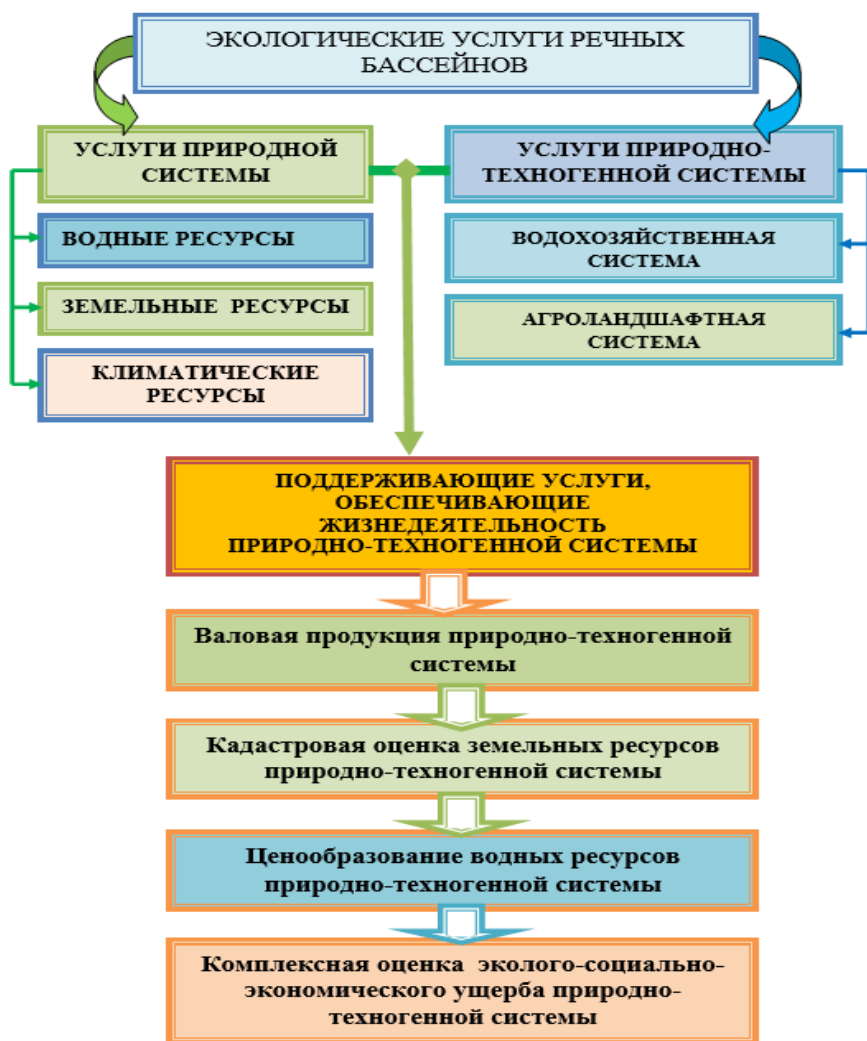 ЭКОЛОГИЧЕСКИЕ УСЛУГИ РЕЧНЫХ
БАССЕЙНОВ
УСЛУГИ ПРИРОДНОЙ
СИСТЕМЫ
ВОДНЫЕ РЕСУРСЫ
ЗЕМЕЛЬНЫЕ РЕСУРСЫ
КЛИМАТИЧЕСКИЕ
РЕСУРСЫ
УСЛУГИ ПРИРОДНО-
ТЕХНОГЕННОЙ СИСТЕМЫ
ВОДОХОЗЯЙСТВЕННАЯ
СИСТЕМА
АГРОЛАНДШАФТНАЯ
СИСТЕМА
ПОДДЕРЖИВАЮЩИЕ УСЛУГИ,
ОБЕСПЕЧИВАЮЩИЕ
ЖИЗНЕДЕЯТЕЛЬНОСТЬ
ПРИРОДНО-ТЕХНОГЕННОЙ СИСТЕМЫ
Валовая продукция природно-техногенной
системы
Кадастровая оценка земельных ресурсов
природно-техногенной системы
Ценообразование водных ресурсов
природно-техногенной системы
Комплексная оценка эколого-социально-
экономического ущерба природно-
техногенной системы